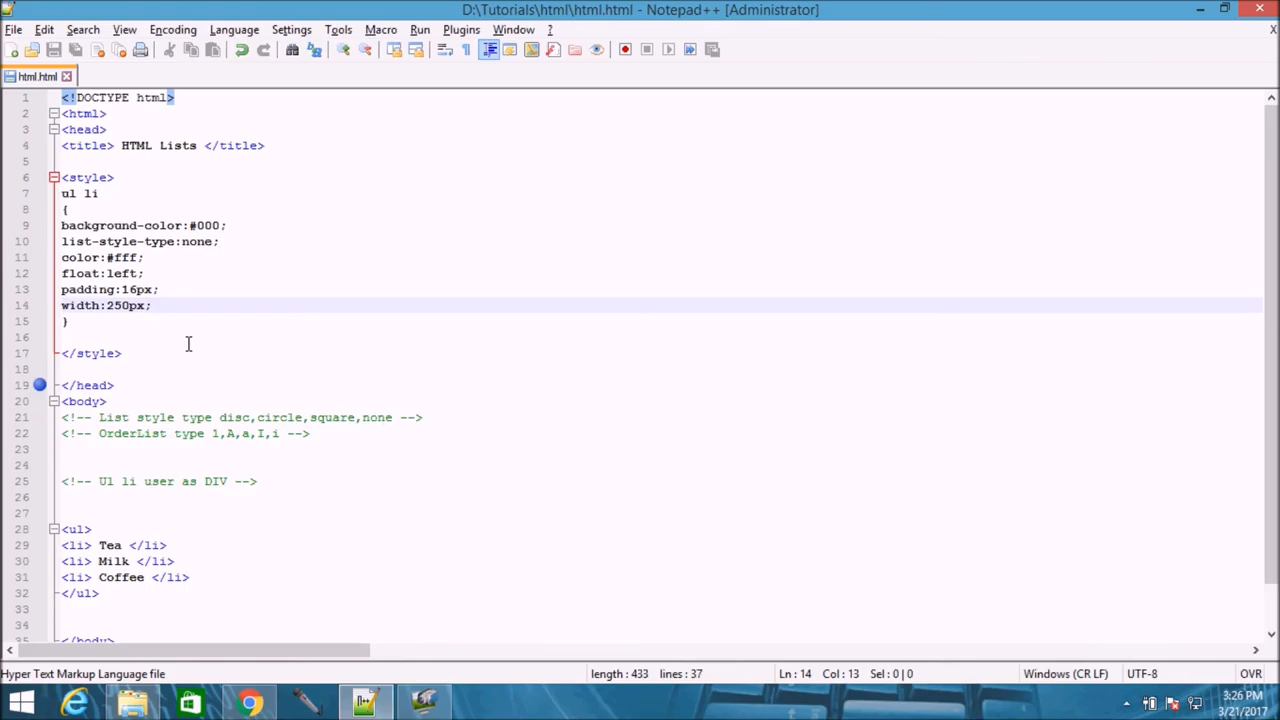 D:\Tutorials\html\html.html - Notepad++ [Administrator]
File Edit Search View Encoding Language Settings Tools Macro Run Plugins Window ? X
html.html
1 <!DOCTYPE html>
2 <html>
3 <head>
4 <title> HTML Lists </title>
5
6 <style>
7 ul li
8 {
9 background-color:#000;
10 list-style-type:none;
11 color:#fff;
12 float:left;
13 padding:16px;
14 width:250px;
15 }
16
17 </style>
18
19 </head>
20 <body>
21 <!-- List style type disc,circle,square,none -->
22 <!-- OrderList type 1,A,a,I,i -->
23
24
25 <!-- Ul li user as DIV -->
26
27
28 <ul>
29 <li> Tea </li>
30 <li> Milk </li>
31 <li> Coffee </li>
32 </ul>
33
34
35 </body>
Hyper Text Markup Language file length : 433 lines : 37 Ln : 14 Col : 13 Sel : 0 | 0 Windows (CR LF) UTF-8 OVR
3:26 PM
3/21/2017